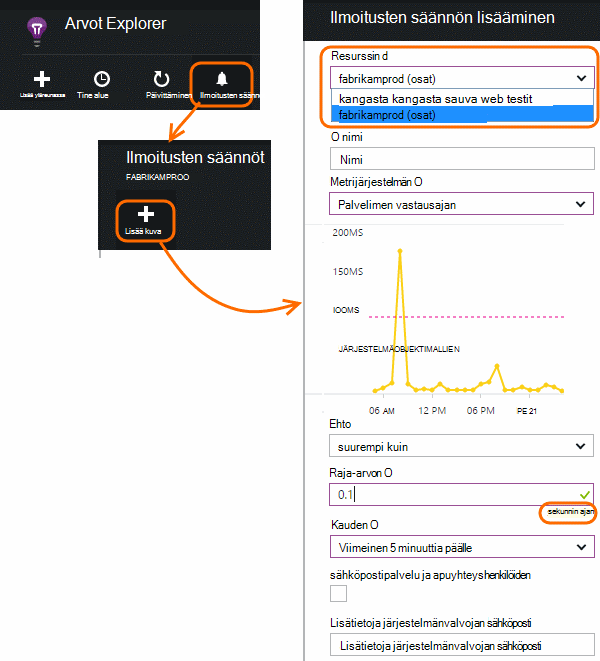 Arvot Explorer
Lisää yläreunassa
Tine alue
Päivittäminen
Ilmoitusten säännö
Ilmoitusten säännöt
FABRIKAMPROO
Lisää kuva
Ilmoitusten säännön lisääminen
Resurssin d
fabrikamprod (osat)
kangasta kangasta sauva web testit
fabrikamprod (osat)
O nimi
Nimi
Metrijärjestelmän O
Palvelimen vastausajan
200MS
150MS
IOOMS
JÄRJESTELMÄOBJEKTIMALLIEN
06 AM 12 PM 06 PM PE 21
Ehto
suurempi kuin
Raja-arvon O
0.1
sekunnin ajan
Kauden O
Viimeinen 5 minuuttia päälle
sähköpostipalvelu ja apuyhteyshenkilöiden
Lisätietoja järjestelmänvalvojan sähköposti
Lisätietoja järjestelmänvalvojan sähköposti